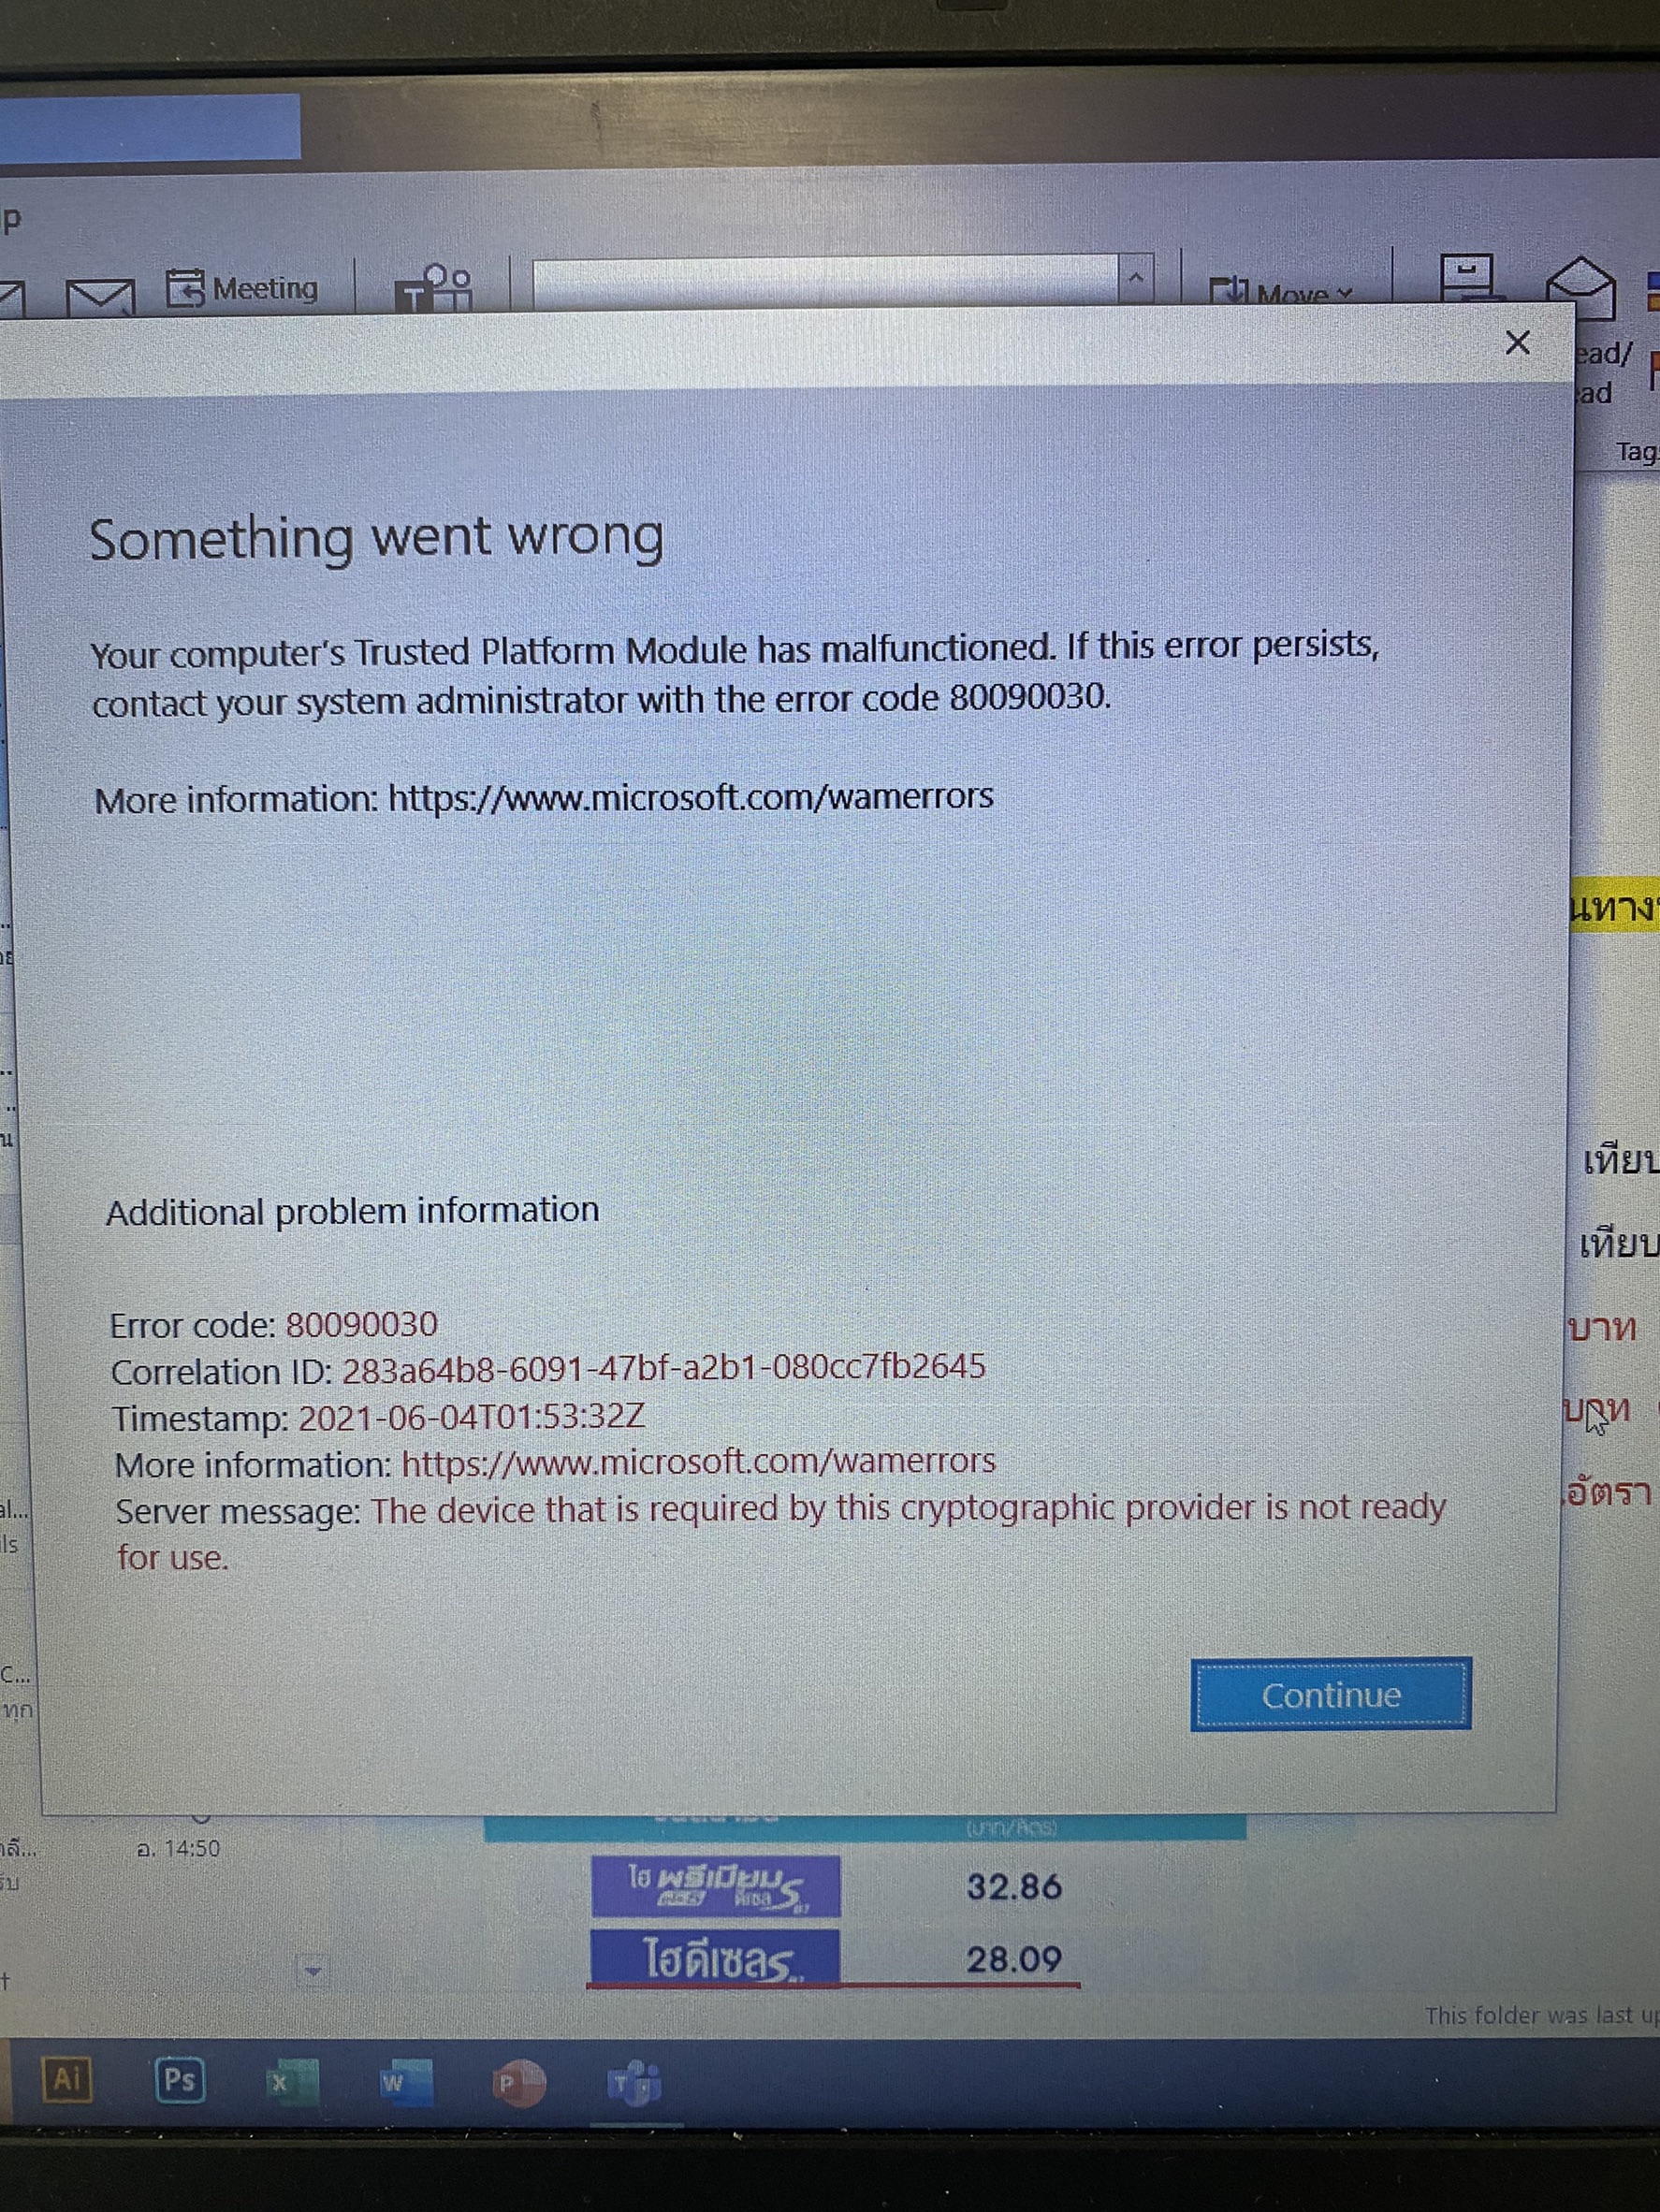 p
Meeting
Move
ead/
ad
Tag
Something went wrong
Your computer's Trusted Platform Module has malfunctioned. If this error persists,
contact your system administrator with the error code 80090030.
More information: https://www.microsoft.com/wamerrors
นทาง
น
เทียบ
เทียบ
Additional problem information
Error code: 80090030
บาท
Correlation ID: 283a64b8-6091-47bf-a2b1-080cc7fb2645
Timestamp: 2021-06-04T01:53:32Z
บาท
More information: https://www.microsoft.com/wamerrors
อัตรา
Server message: The device that is required by this cryptographic provider is not ready
for use.
al...
ls
C...
ทุก
Continue
(บาท/ลิตร)
อ. 14:50
ไฮ พรีเมียม
ดีเซล S
32.86
ไฮดีเซล S
28.09
t
This folder was last up
Ai
Ps
X
W
P
T